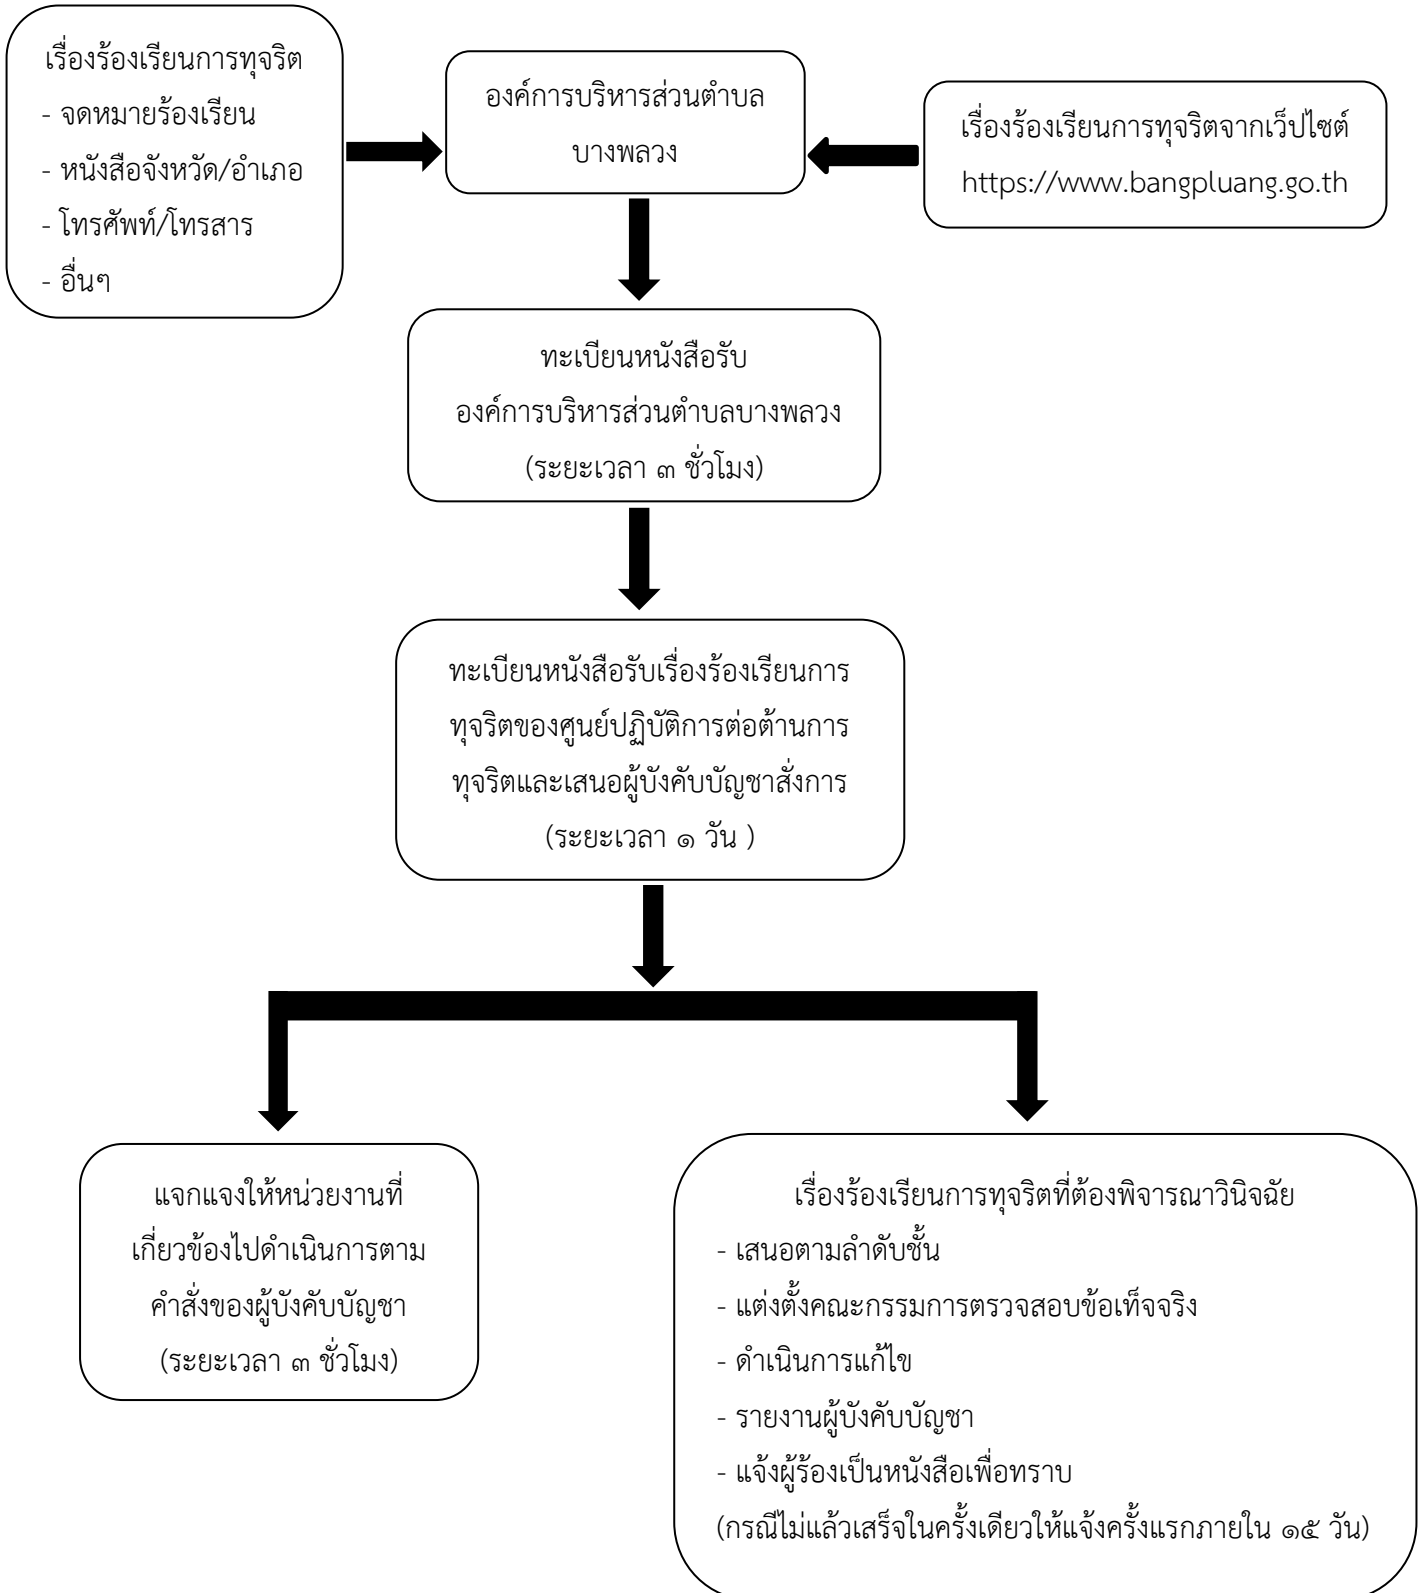 เรื่องร้องเรียนการทุจริต
- จดหมายร้องเรียน
- หนังสือจังหวัด/อำเภอ
- โทรศัพท์/โทรสาร
- อื่นๆ
องค์การบริหารส่วนตำบล
บางพลวง
เรื่องร้องเรียนการทุจริตจากเว็ปไซต์
https://www.bangpluang.go.th
ทะเบียนหนังสือรับ
องค์การบริหารส่วนตำบลบางพลวง
(ระยะเวลา ๓ ชั่วโมง)
ทะเบียนหนังสือรับเรื่องร้องเรียนการ
ทุจริตของศูนย์ปฏิบัติการต่อต้านการ
ทุจริตและเสนอผู้บังคับบัญชาสั่งการ
(ระยะเวลา ๑ วัน )
แจกแจงให้หน่วยงานที่
เกี่ยวข้องไปดำเนินการตาม
คำสั่งของผู้บังคับบัญชา
(ระยะเวลา ๓ ชั่วโมง)
เรื่องร้องเรียนการทุจริตที่ต้องพิจารณาวินิจฉัย
- เสนอตามลำดับชั้น
- แต่งตั้งคณะกรรมการตรวจสอบข้อเท็จจริง
- ดำเนินการแก้ไข
- รายงานผู้บังคับบัญชา
- แจ้งผู้ร้องเป็นหนังสือเพื่อทราบ
(กรณีไม่แล้วเสร็จในครั้งเดียวให้แจ้งครั้งแรกภายใน ๑๕ วัน)